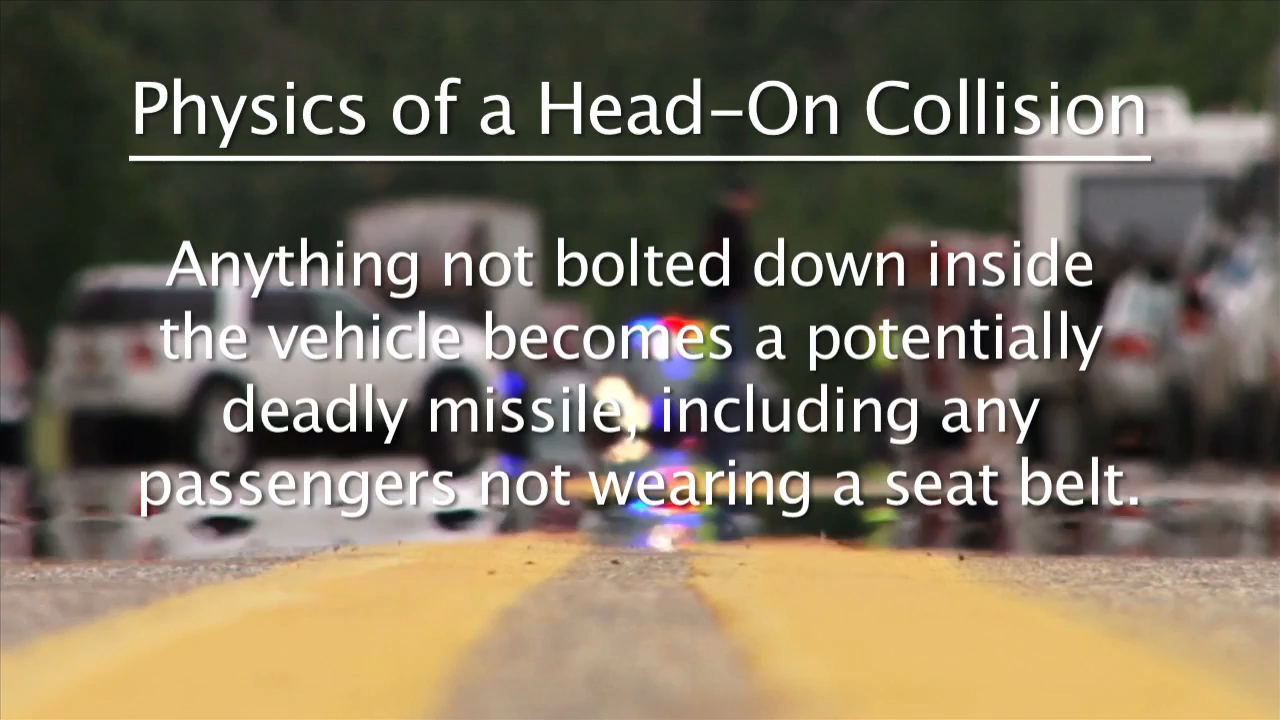 Physics of a Head-On Collision
Anything not bolted down inside
the vehicle becomes a potentially
deadly missile, including any
passengers not wearing a seat belt.